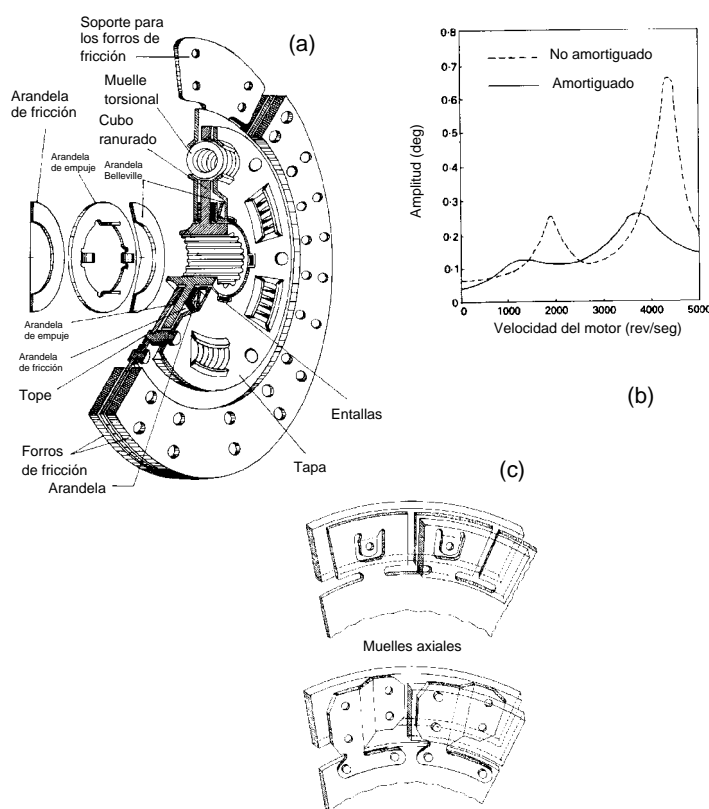 Soporte para
los forros de
fricción
(a)
Muelle
torsional
Cubo
ranurado
Arandela
de fricción
Arandela
de empuje
Arandela
Belleville
Arandela
de empuje
Arandela
de fricción
Tope
Entallas
Forros
de fricción
Tapa
Arandela
0·8
0·7
0·6
0·5
0·4
0·3
0·2
0·1
0
No amortiguado
Amortiguado
Amplitud (deg)
0
1000
2000
3000
4000
5000
Velocidad del motor (rev/seg)
(b)
(c)
Muelles axiales